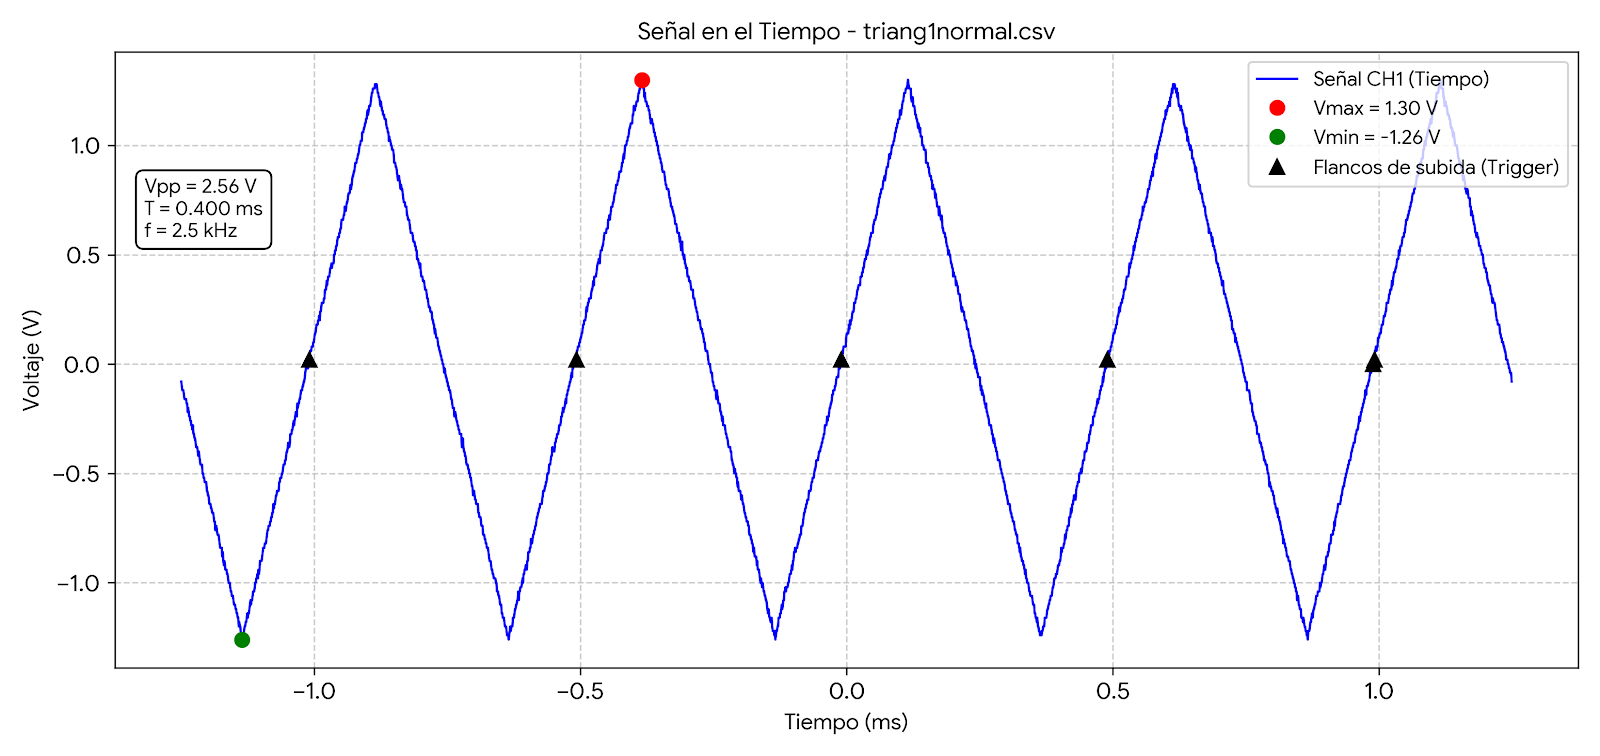 Señal en el Tiempo - triang1normal.csv
Señal CH1 (Tiempo)
Vmax = 1.30 V
Vmin = -1.26 V
Flancos de subida (Trigger)
Vpp = 2.56 V
T = 0.400 ms
f = 2.5 kHz
Voltaje (V)
1.0
0.5
0.0
−0.5
−1.0
−1.0 −0.5 0.0 0.5 1.0
Tiempo (ms)